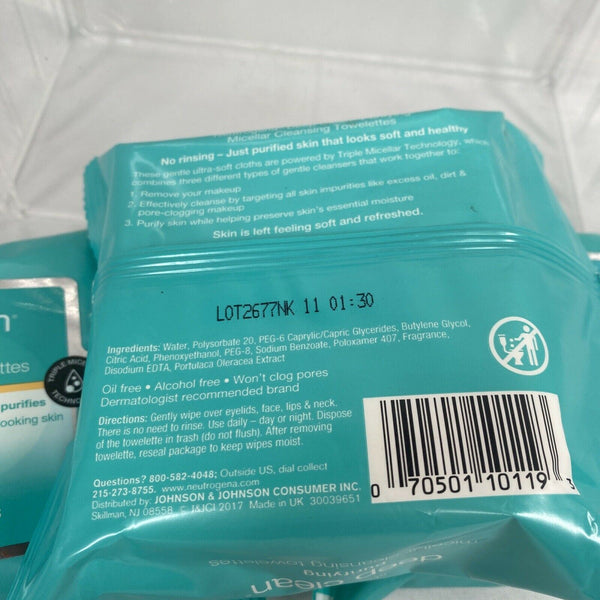 Micellar Cleansing Towelettes
No rinsing – Just purified skin that looks soft and healthy
These gentle ultra-soft cloths are powered by Triple Micellar Technology, which
combines three different types of gentle cleansers that work together to:
1. Remove your makeup
2. Effectively cleanse by targeting all skin impurities like excess oil, dirt &
pore-clogging makeup
3. Purify skin while helping preserve skin's essential moisture
Skin is left feeling soft and refreshed.
LOT2677NK 11 01:30
Ingredients: Water, Polysorbate 20, PEG-6 Caprylic/Capric Glycerides, Butylene Glycol,
Citric Acid, Phenoxyethanol, PEG-8, Sodium Benzoate, Poloxamer 407, Fragrance,
Disodium EDTA, Portulaca Oleracea Extract
Oil free • Alcohol free • Won't clog pores
Dermatologist recommended brand
Directions: Gently wipe over eyelids, face, lips & neck.
There is no need to rinse. Use daily – day or night. Dispose
of the towelette in trash (do not flush). After removing
towelette, reseal package to keep wipes moist.
Questions? 800-582-4048; Outside US, dial collect
215-273-8755. www.neutrogena.com
Distributed by: JOHNSON & JOHNSON CONSUMER INC.
Skillman, NJ 08558 © J&JCI 2017 Made in UK 30039651
0 70501 10119 3
deep clean
purifying
micellar cleansing towelettes
n
ttes
TRIPLE MICELLAR
purifies
ooking skin
s